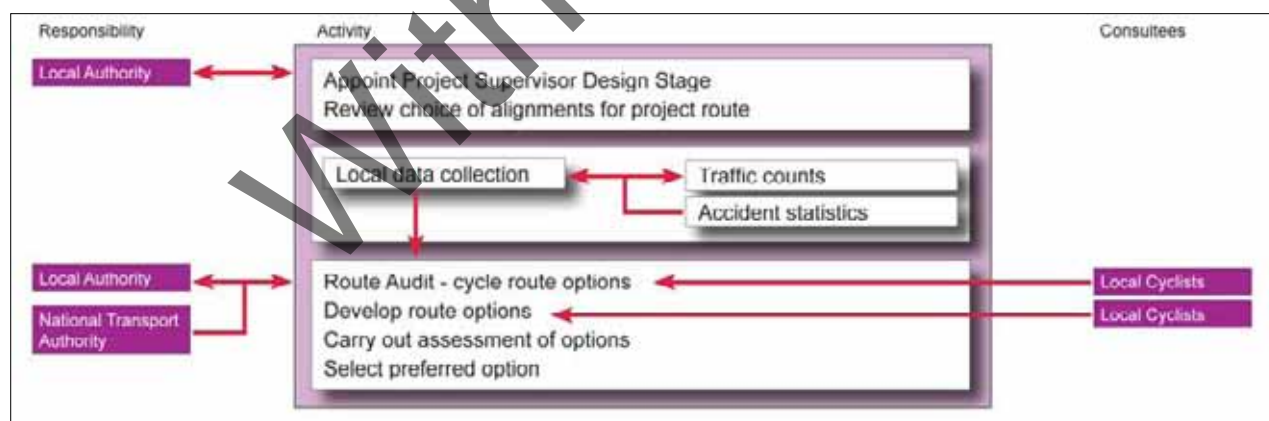 Responsibility
Activity
Consultees
Local Authority
Appoint Project Supervisor Design Stage
Review choice of alignments for project route
Local data collection
Traffic counts
Accident statistics
Local Authority
National Transport
Authority
Route Audit - cycle route options
Develop route options
Carry out assessment of options
Select preferred option
Local Cyclists
Local Cyclists
With